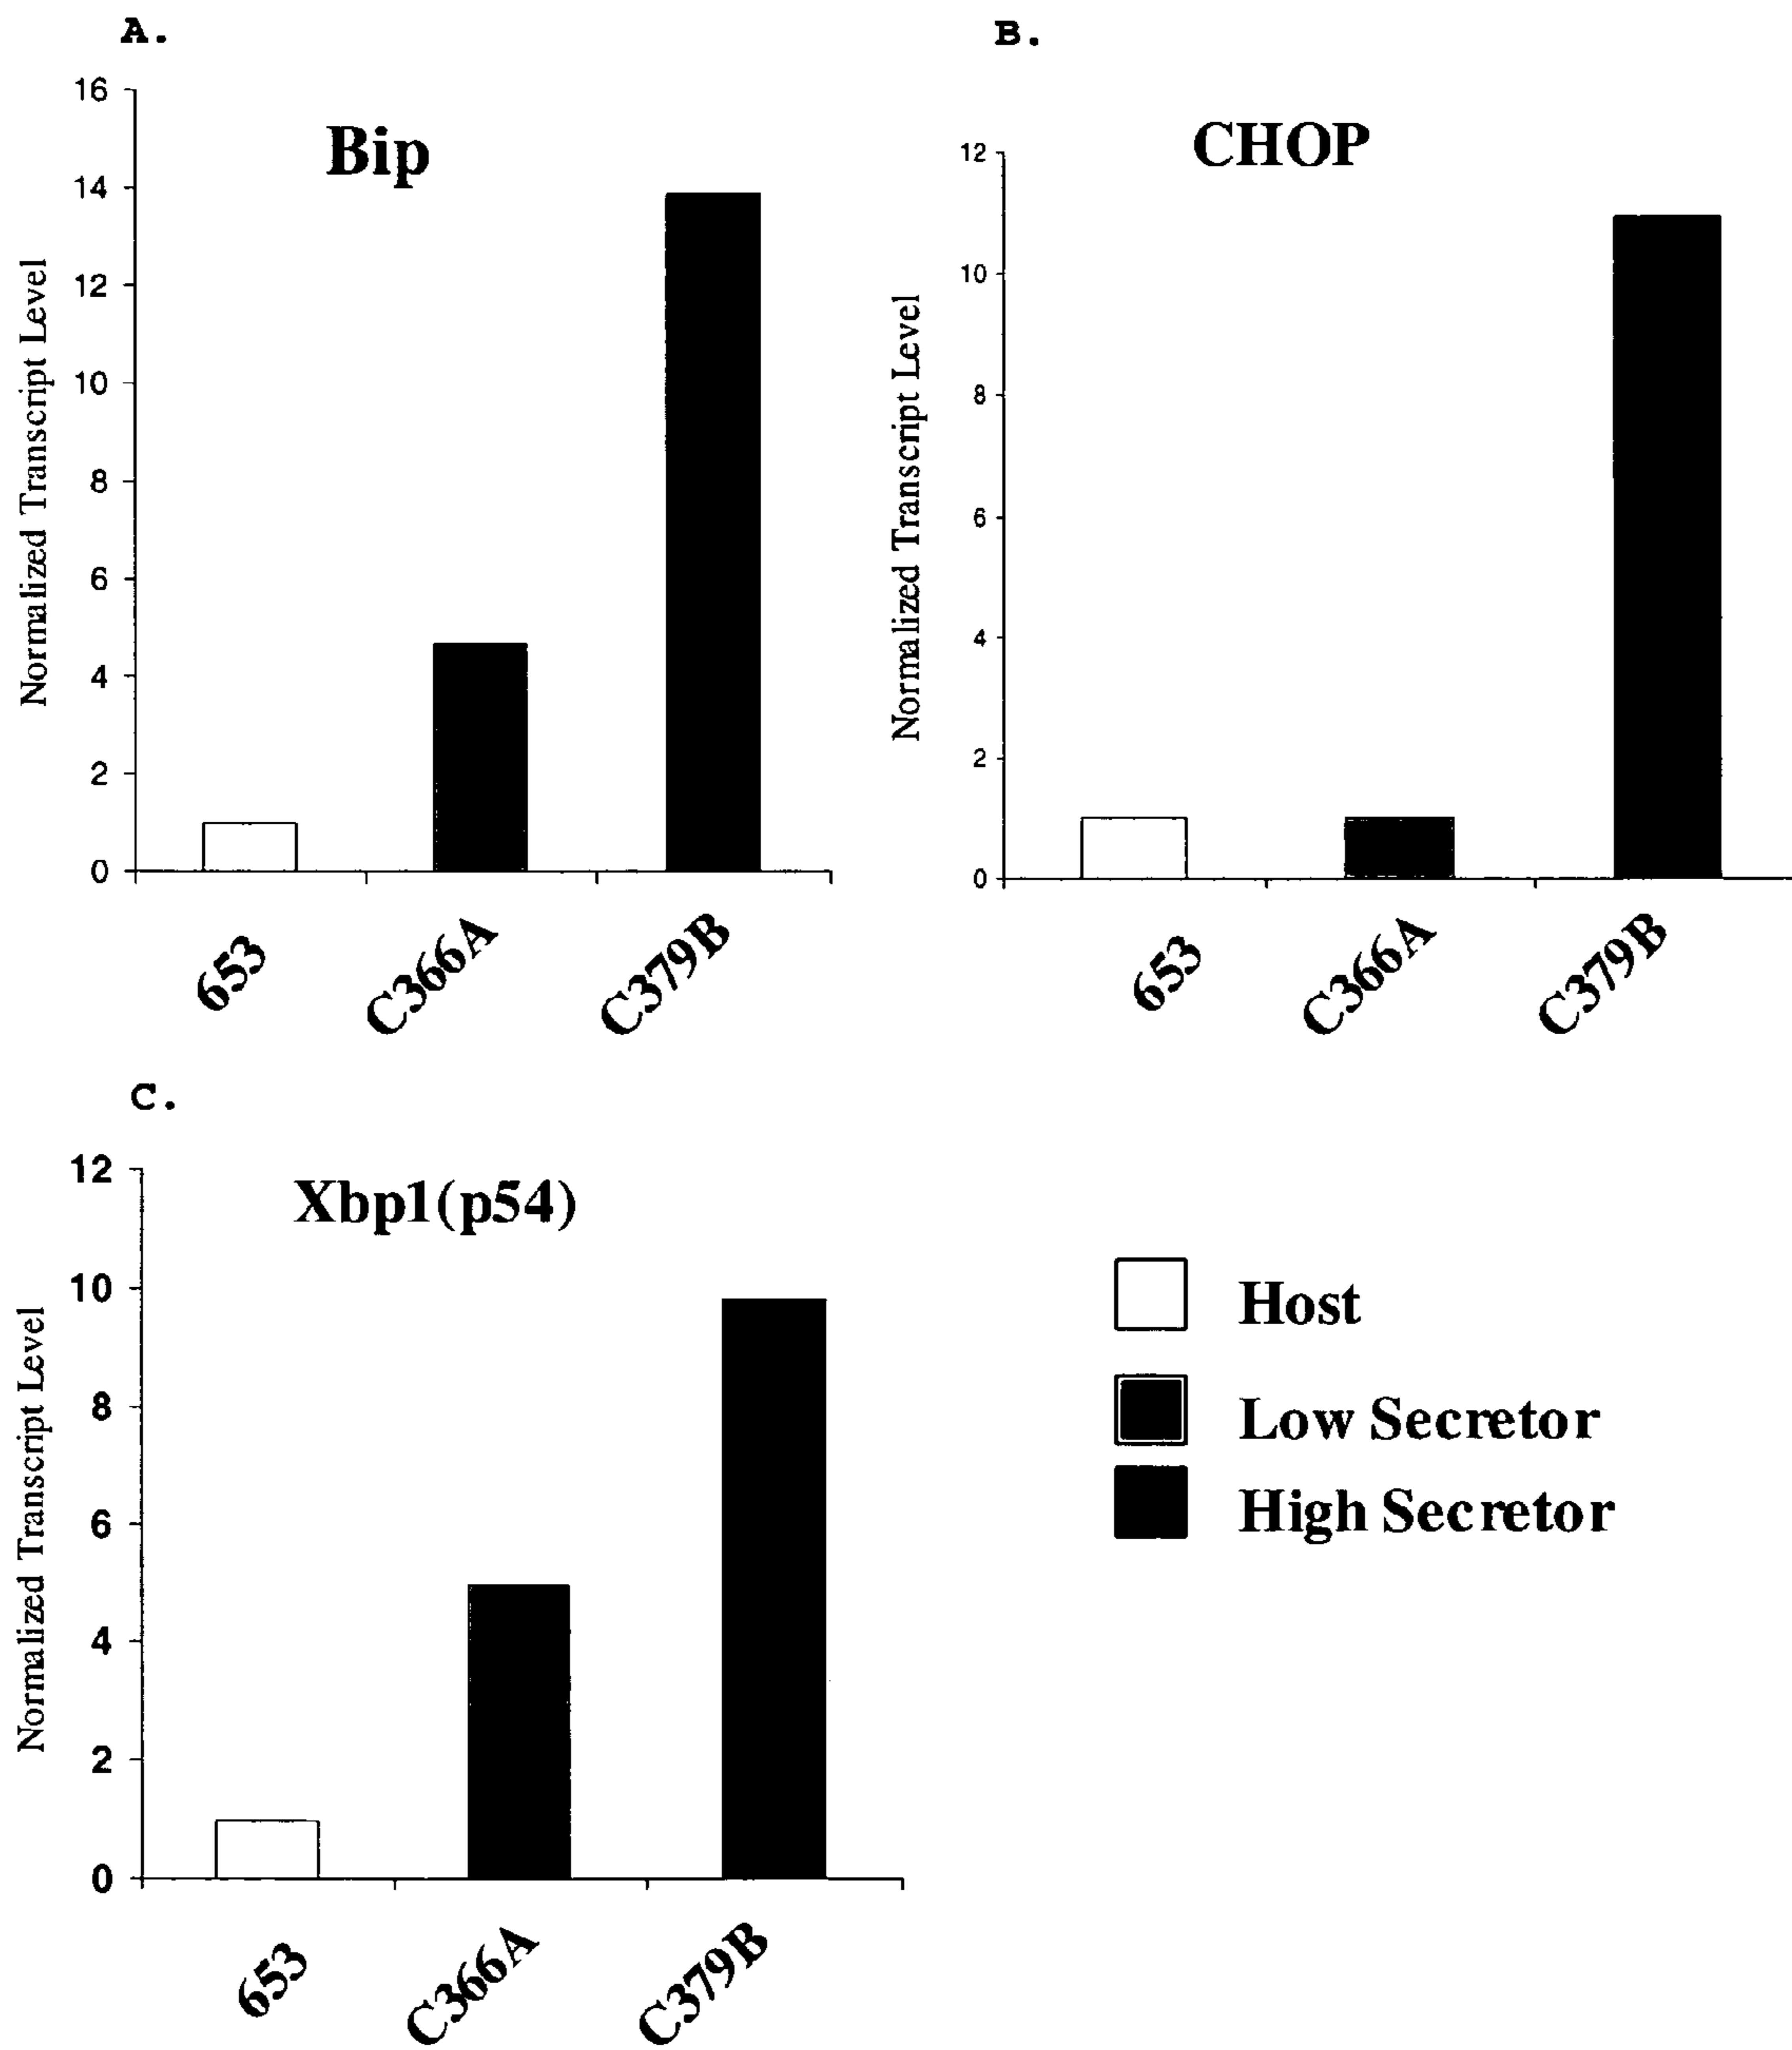 A.
Bip
Normalized Transcript Level
16
14
12
10
8
6
4
2
0
653
C366A
C379B
B.
CHOP
Normalized Transcript Level
12
10
8
6
4
2
0
653
C366A
C379B
C.
Xbp1(p54)
Normalized Transcript Level
12
10
8
6
4
2
0
653
C366A
C379B
Host
Low Secretor
High Secretor